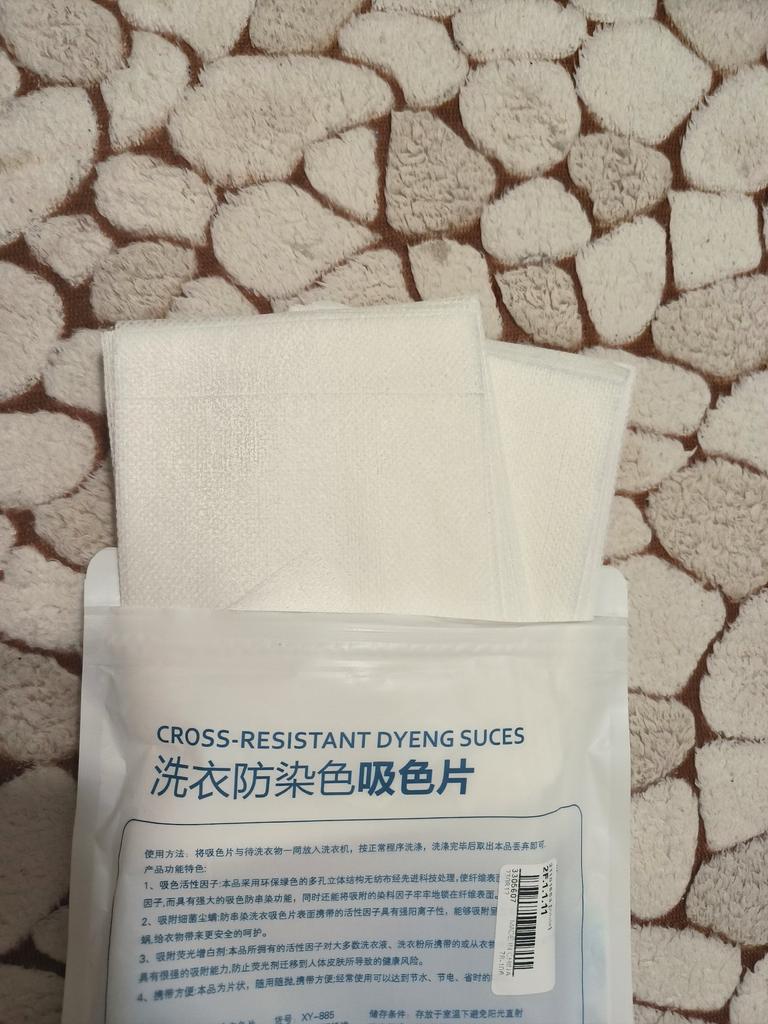 CROSS-RESISTANT DYENG SUCES
洗衣防染色吸色片
使用方法：将吸色片与待洗衣物一同放入洗衣机，按正常程序洗涤，洗涤完毕后取出本品丢弃即可.
产品功能特色：
1、吸色活性因子:本品采用环保绿色的多孔立体结构无纺布经先进科技处理,使纤维表
因子,而具有强大的吸色防串染功能，同时还能将吸附的染料因子牢牢地锁在纤维表面
2、吸附细菌尘螨:防串染洗衣吸色片表面携带的活性因子具有强阳离子性，能够吸附
螨,给衣物带来更安全的呵护。
3、吸附荧光增白剂:本品所拥有的活性因子对大多数洗衣液、洗衣粉所携带的或从衣物
具有很强的吸附能力,防止荧光剂迁移到人体皮肤所导致的健康风险。
4、携带方便:本品为片状，随用随抛,携带方便;经常使用可以达到节水、节电、省时的
货号：XY-885 储存条件：存放于室温下避免阳光直射
3305607
MADE IN CHINA